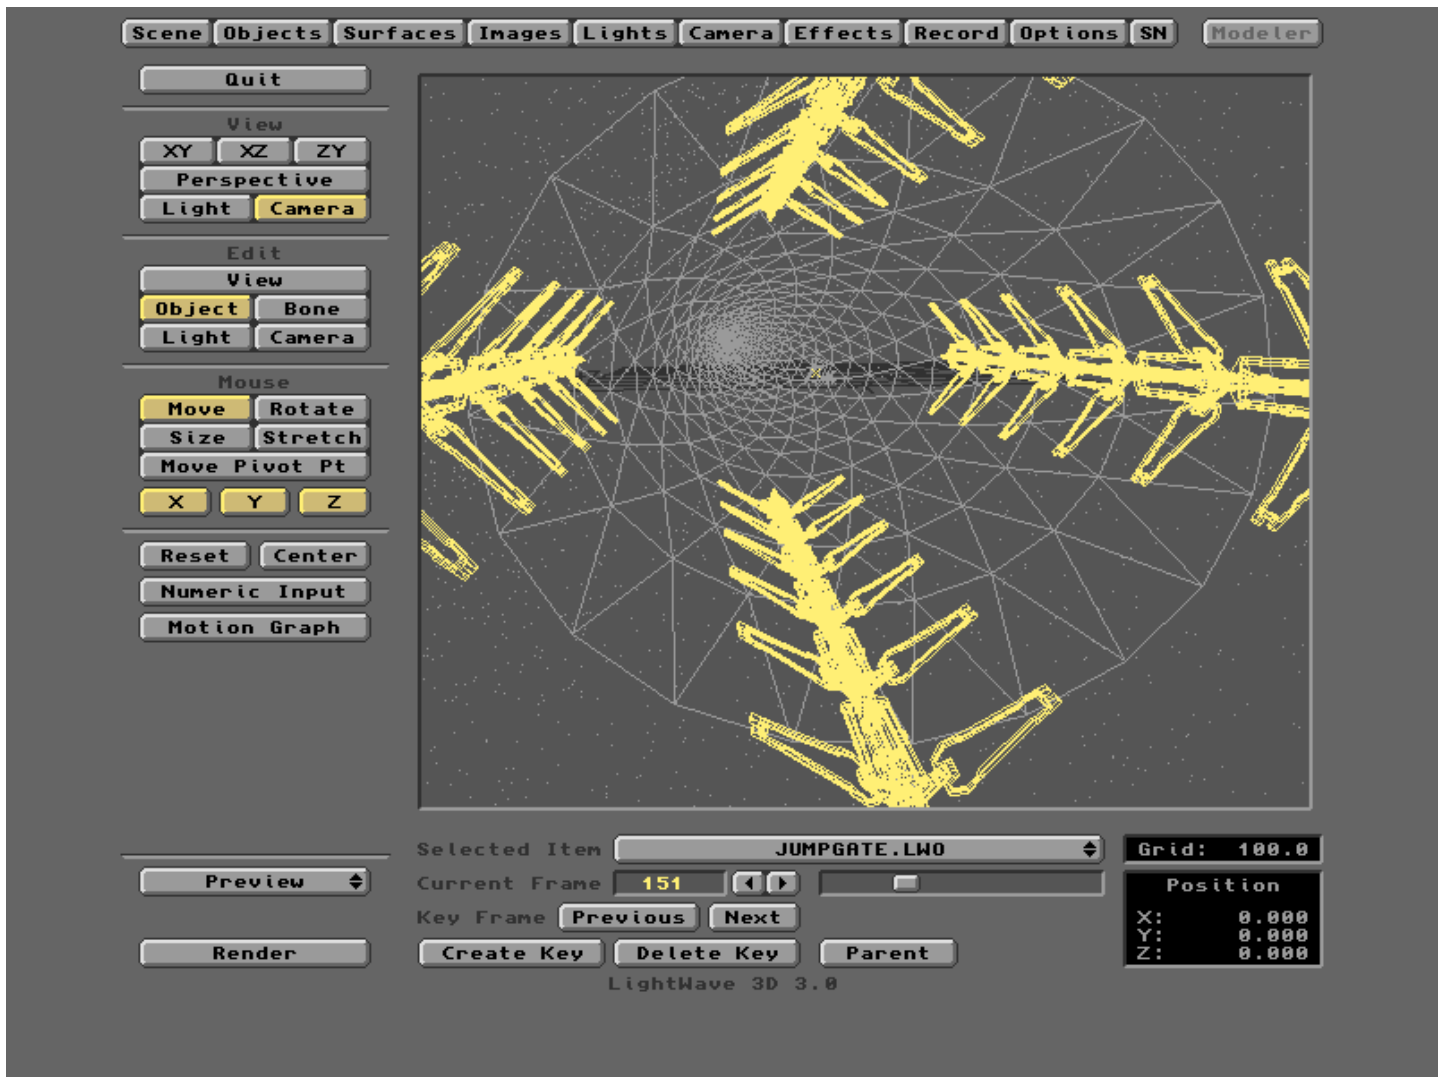 Scene Objects Surfaces Images Lights Camera Effects Record Options SN Modeler
Quit
View
XY XZ ZY
Perspective
Light Camera
Edit
View
Object Bone
Light Camera
Mouse
Move Rotate
Size Stretch
Move Pivot Pt
X Y Z
Reset Center
Numeric Input
Motion Graph
Selected Item JUMPGATE.LWO Grid: 100.0
Preview Current Frame 151 Position
Key Frame Previous Next X: 0.000
Y: 0.000
Render Create Key Delete Key Parent Z: 0.000
LightWave 3D 3.0